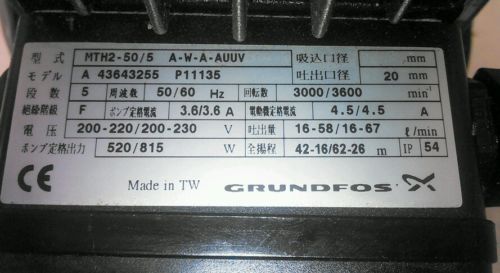 型式 MTH2-50/5 A-W-A-AUUV 吸込口径 mm
モデル A 43643255 P11135 吐出口径 20 mm
段数 5 周波数 50/60 Hz 回転数 3000/3600 min⁻¹
絶縁階級 F ポンプ定格電流 3.6/3.6 A 電動機定格電流 4.5/4.5 A
電圧 200-220/200-230 V 吐出量 16-58/16-67 ℓ/min
ポンプ定格出力 520/815 W 全揚程 42-16/62-26 m IP 54
CE Made in TW GRUNDFOS